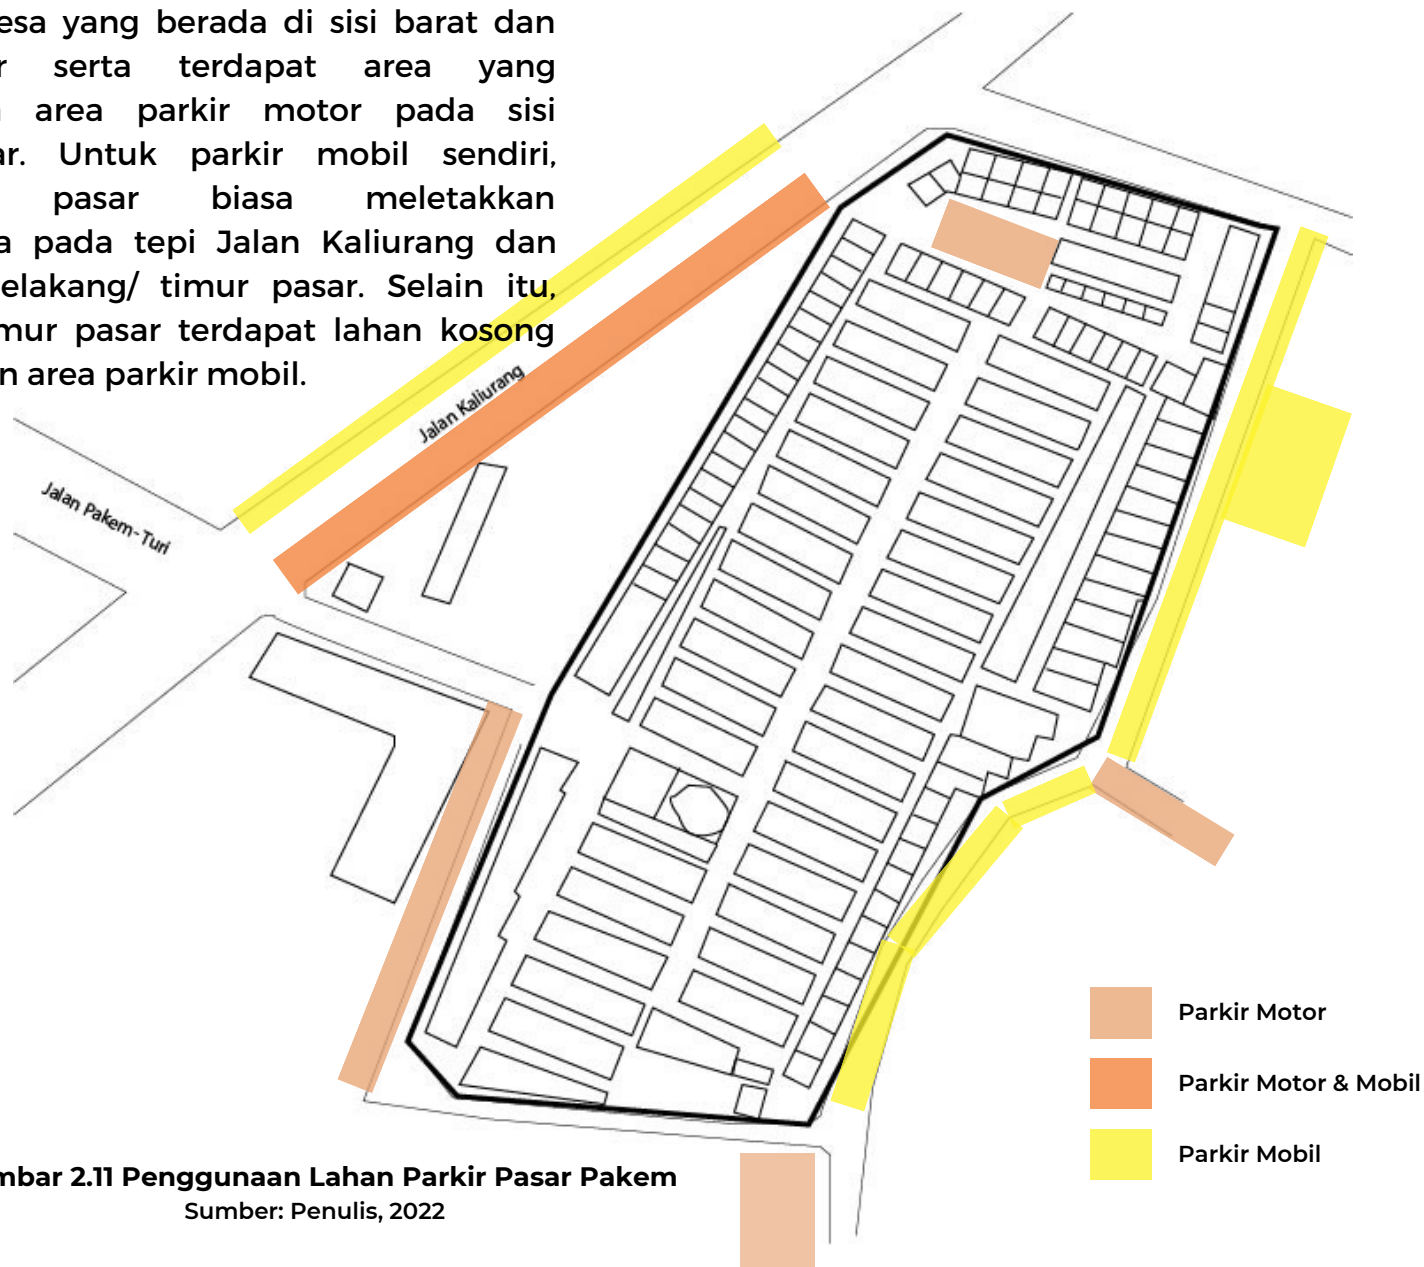 esa yang berada di sisi barat dan
serta terdapat area yang
area parkir motor pada sisi
Untuk parkir mobil sendiri,
pasar biasa meletakkan
pada tepi Jalan Kaliurang dan
elakang/ timur pasar. Selain itu,
mur pasar terdapat lahan kosong
n area parkir mobil.
Jalan Kaliurang
Jalan Pakem-Turi
Parkir Motor
Parkir Motor & Mobil
Parkir Mobil
mbar 2.11 Penggunaan Lahan Parkir Pasar Pakem
Sumber: Penulis, 2022